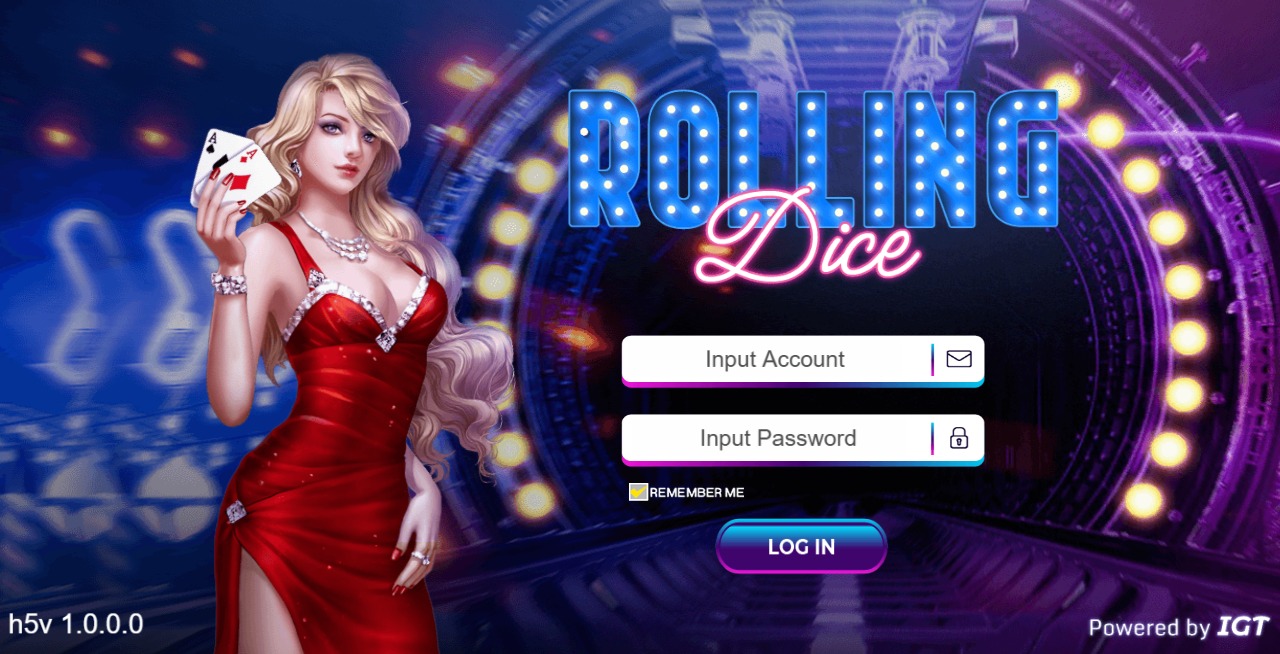 A A
ROLLING
Dice
Input Account
Input Password
REMEMBER ME
LOG IN
h5v 1.0.0.0
Powered by IGT